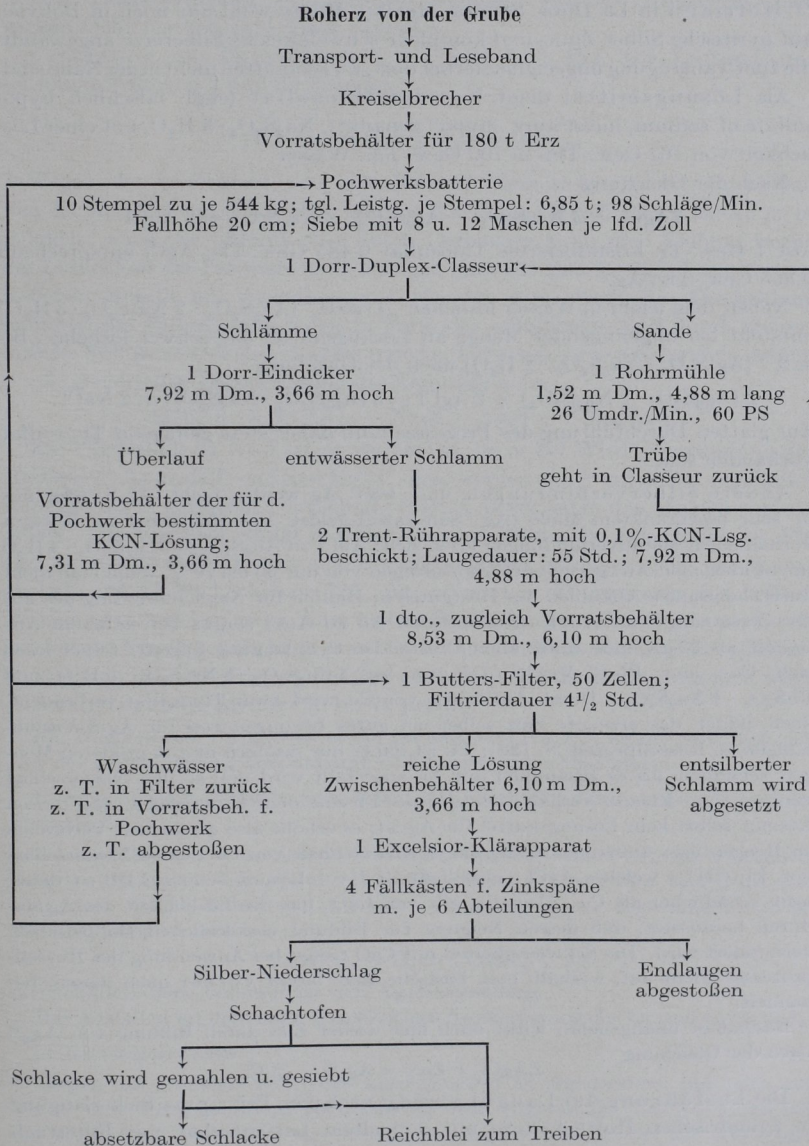 Roherz von der Grube
Transport- und Leseband
Kreiselbrecher
Vorratsbehälter für 180 t Erz
Pochwerksbatterie
10 Stempel zu je 544 kg; tgl. Leistg. je Stempel: 6,85 t; 98 Schläge/Min.
Fallhöhe 20 cm; Siebe mit 8 u. 12 Maschen je lfd. Zoll
1 Dorr-Duplex-Classeur
Schlämme
1 Dorr-Eindicker
7,92 m Dm., 3,66 m hoch
Sande
1 Rohrmühle
1,52 m Dm., 4,88 m lang
26 Umdr./Min., 60 PS
Trübe
geht in Classeur zurück
Überlauf
Vorratsbehälter der für d.
Pochwerk bestimmten
KCN-Lösung;
7,31 m Dm., 3,66 m hoch
entwässerter Schlamm
2 Trent-Rührapparate, mit 0,1%-KCN-Lsg.
beschickt; Laugedauer: 55 Std.; 7,92 m Dm.,
4,88 m hoch
1 dto., zugleich Vorratsbehälter
8,53 m Dm., 6,10 m hoch
1 Butters-Filter, 50 Zellen;
Filtrierdauer 4 1/2 Std.
Waschwässer
z. T. in Filter zurück
z. T. in Vorratsbeh. f.
Pochwerk
z. T. abgestoßen
reiche Lösung
Zwischenbehälter 6,10 m Dm.,
3,66 m hoch
entsilberter
Schlamm wird
abgesetzt
1 Excelsior-Klärapparat
4 Fällkästen f. Zinkspäne
m. je 6 Abteilungen
Silber-Niederschlag
Endlaugen
abgestoßen
Schachtofen
Schlacke wird gemahlen u. gesiebt
absetzbare Schlacke
Reichblei zum Treiben